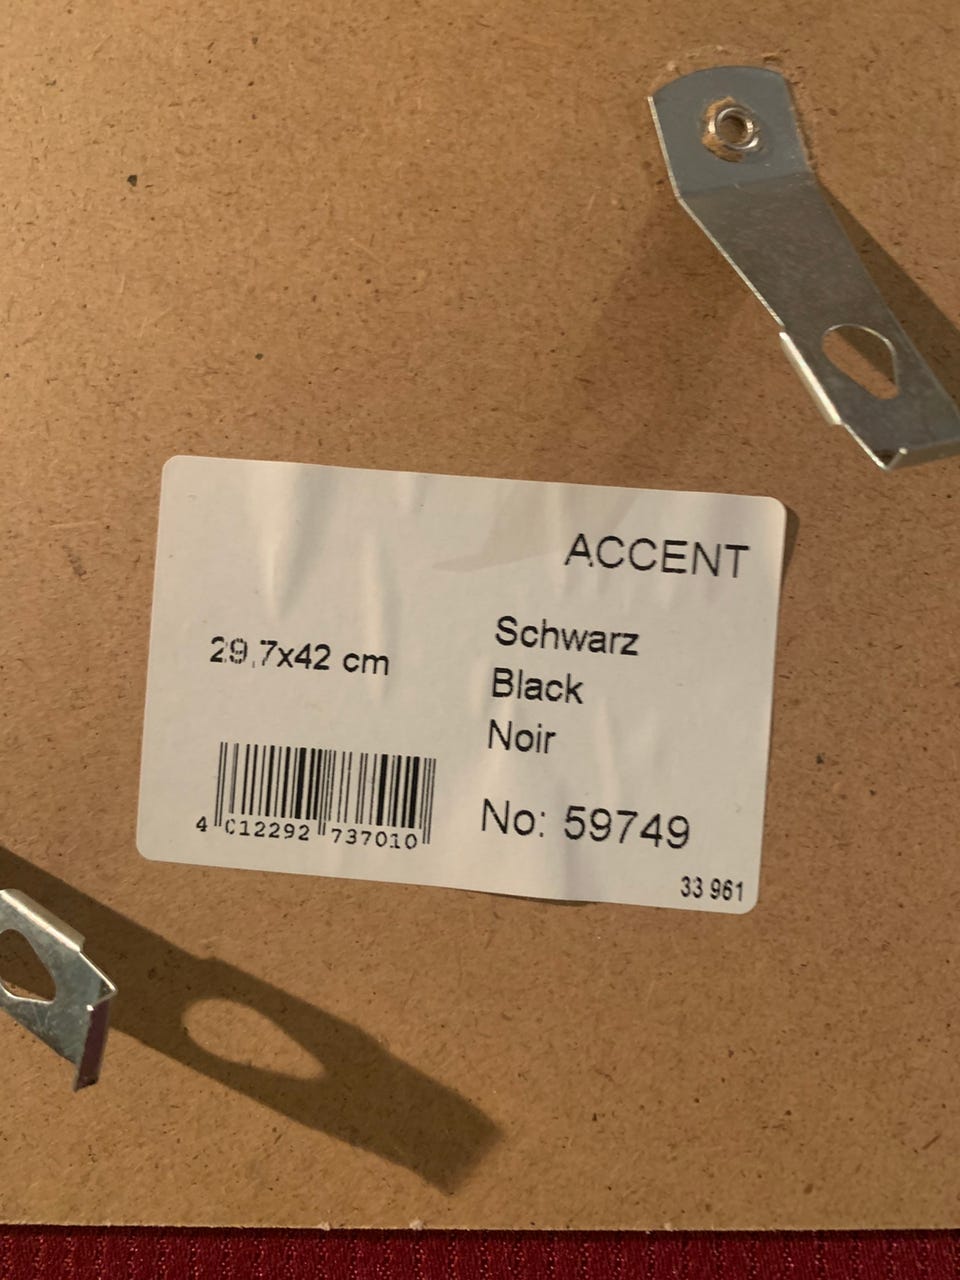 ACCENT
29,7x42 cm
Schwarz
Black
Noir
4 012292 737010
No: 59749
33 961